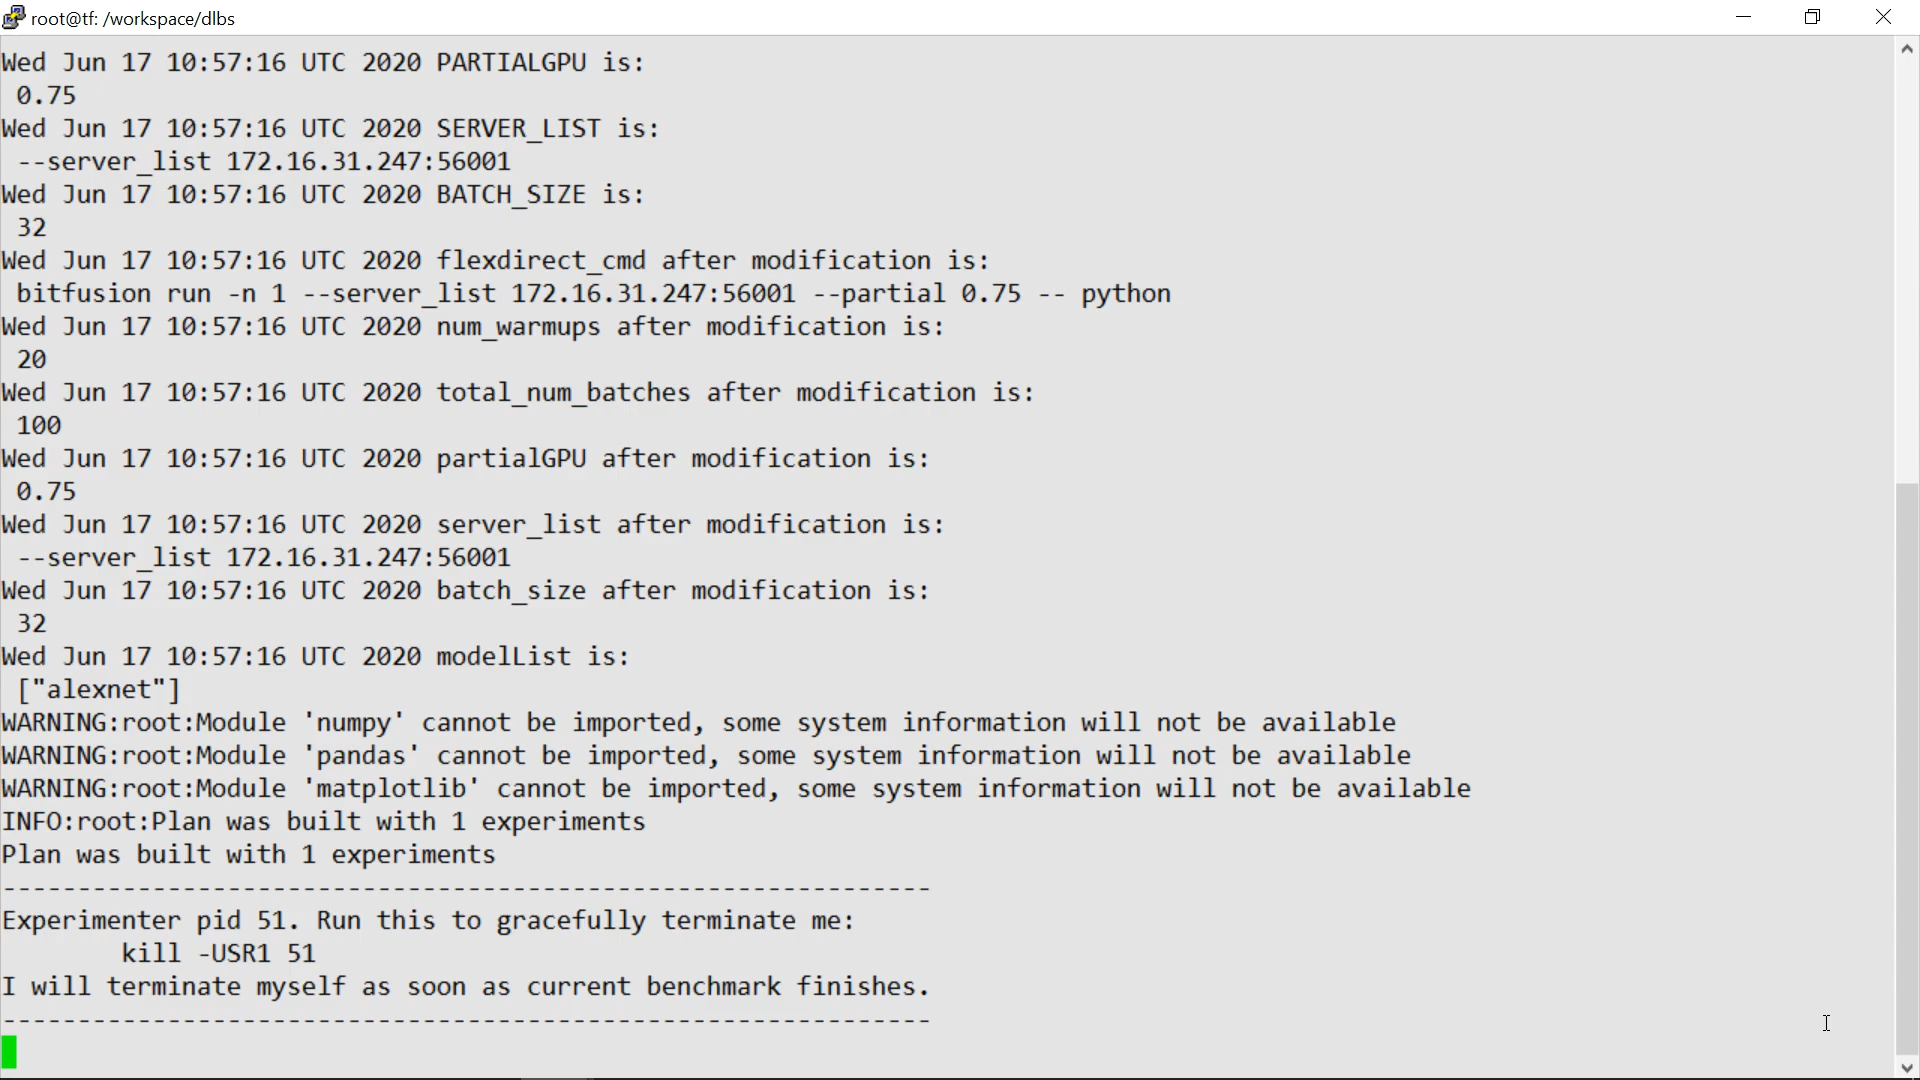 root@tf: /workspace/dlbs
Wed Jun 17 10:57:16 UTC 2020 PARTIALGPU is:
 0.75
Wed Jun 17 10:57:16 UTC 2020 SERVER_LIST is:
 --server_list 172.16.31.247:56001
Wed Jun 17 10:57:16 UTC 2020 BATCH_SIZE is:
 32
Wed Jun 17 10:57:16 UTC 2020 flexdirect_cmd after modification is:
 bitfusion run -n 1 --server_list 172.16.31.247:56001 --partial 0.75 -- python
Wed Jun 17 10:57:16 UTC 2020 num_warmups after modification is:
 20
Wed Jun 17 10:57:16 UTC 2020 total_num_batches after modification is:
 100
Wed Jun 17 10:57:16 UTC 2020 partialGPU after modification is:
 0.75
Wed Jun 17 10:57:16 UTC 2020 server_list after modification is:
 --server_list 172.16.31.247:56001
Wed Jun 17 10:57:16 UTC 2020 batch_size after modification is:
 32
Wed Jun 17 10:57:16 UTC 2020 modelList is:
 ["alexnet"]
WARNING:root:Module 'numpy' cannot be imported, some system information will not be available
WARNING:root:Module 'pandas' cannot be imported, some system information will not be available
WARNING:root:Module 'matplotlib' cannot be imported, some system information will not be available
INFO:root:Plan was built with 1 experiments
Plan was built with 1 experiments
--------------------------------------------------------------
Experimenter pid 51. Run this to gracefully terminate me:
        kill -USR1 51
I will terminate myself as soon as current benchmark finishes.
--------------------------------------------------------------